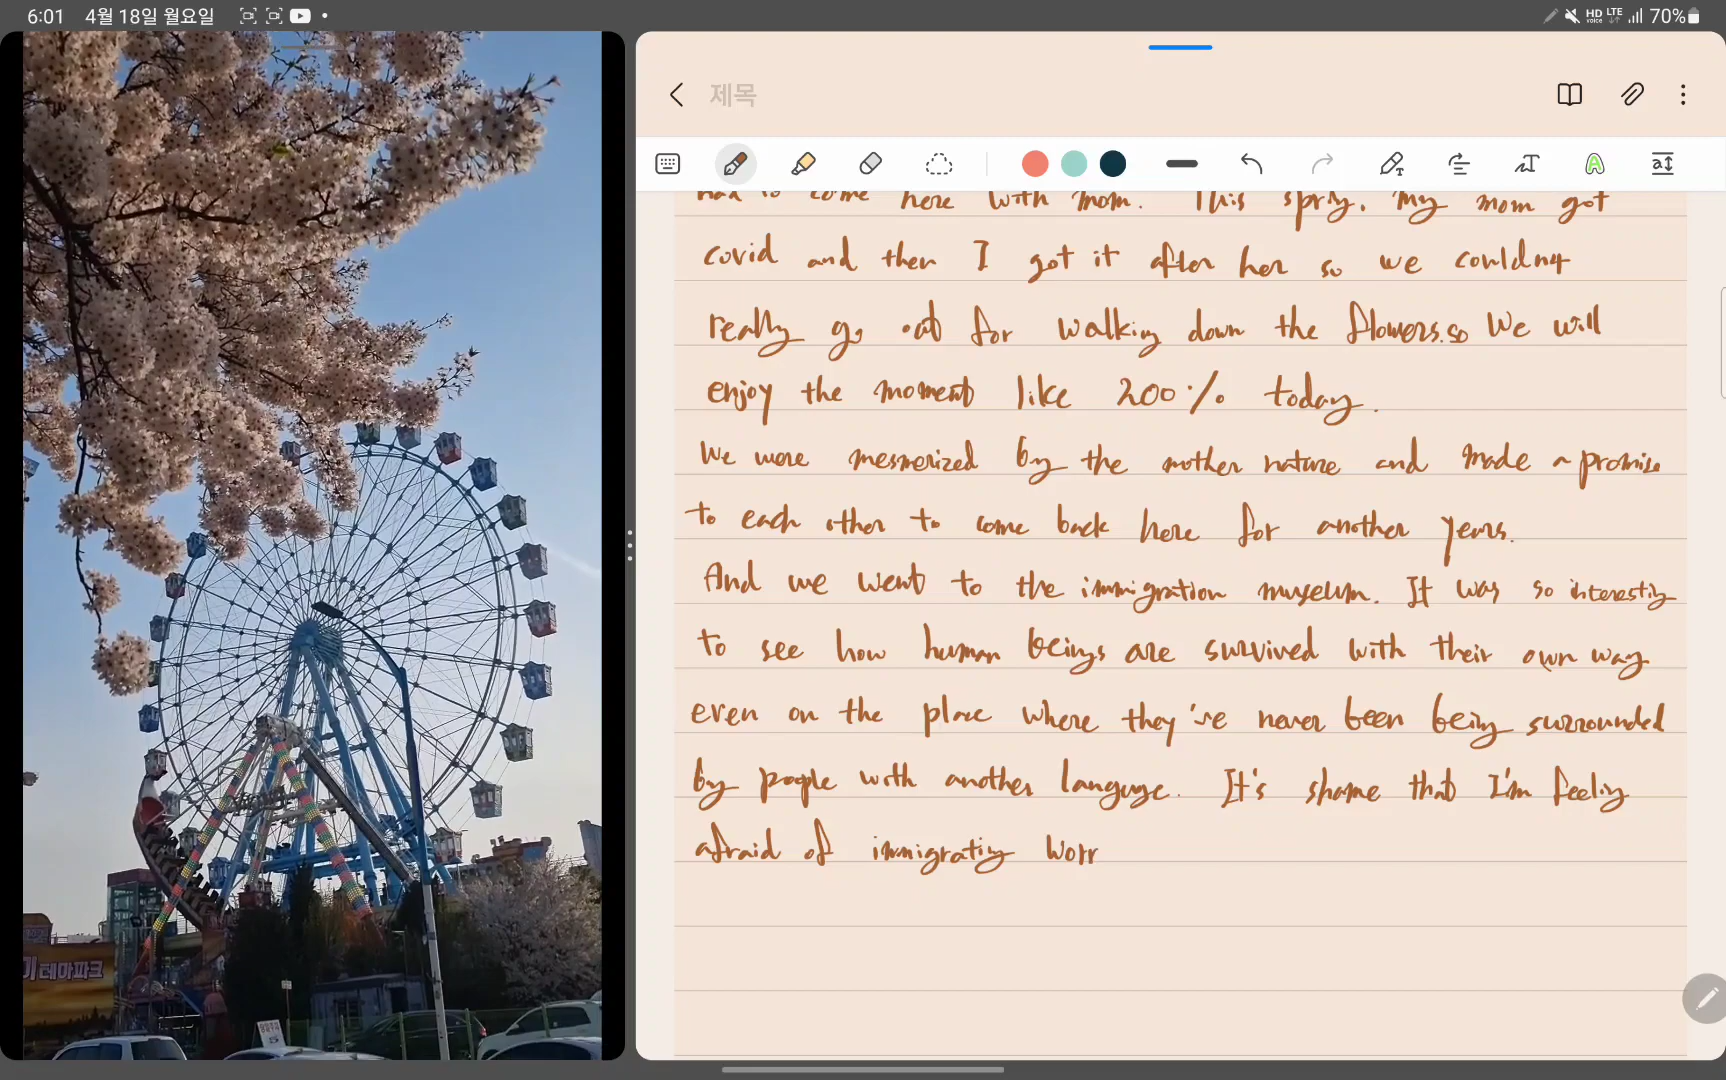 6:01 4월 18일 월요일
HD voice LTE 70%
제목
come here with mom. This spring, my mom got
covid and then I got it after her so we couldn't
really go out for walking down the flowers. so We will
enjoy the moment like 200% today.
We were mesmerized by the mother nature and made a promise
to each other to come back here for another years.
And we went to the immigration museum. It was so interesting
to see how human beings are survived with their own way
even on the place where they've never been being surrounded
by people with another language. It's shame that I'm feeling
afraid of immigrating worr
테마파크